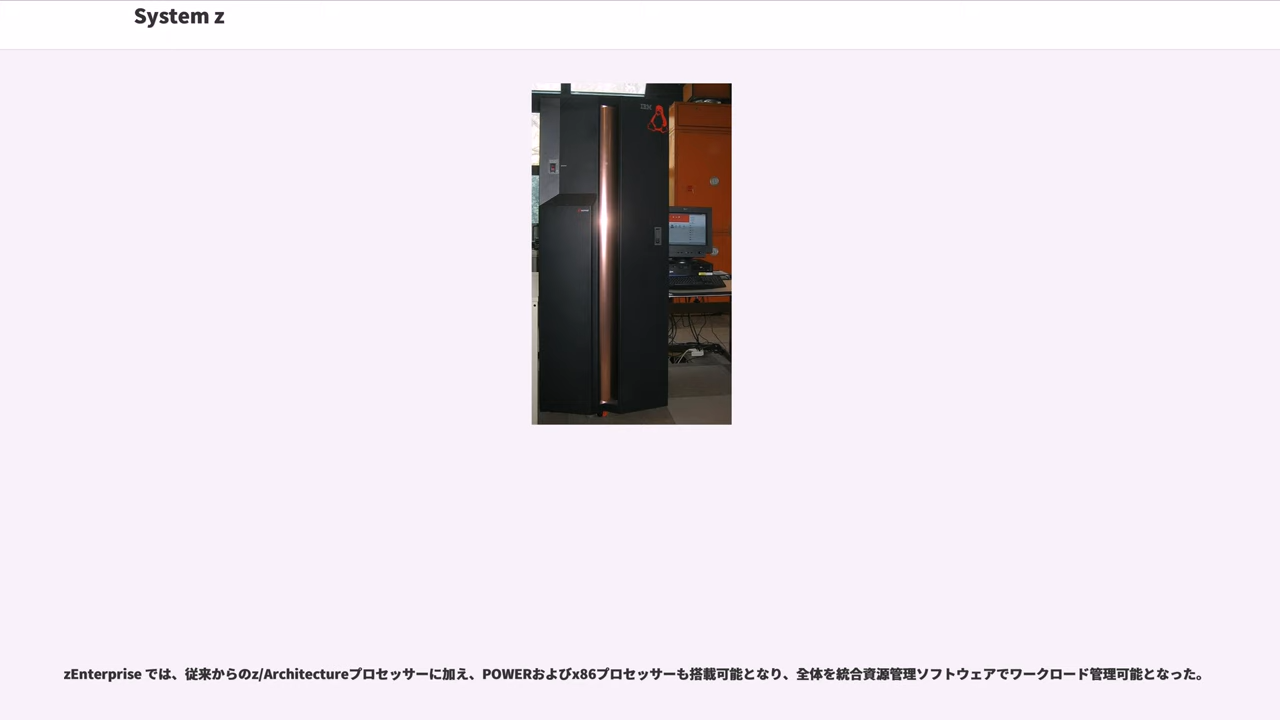 System z
IBM
zEnterprise では、従来からのz/Architectureプロセッサーに加え、POWERおよびx86プロセッサーも搭載可能となり、全体を統合資源管理ソフトウェアでワークロード管理可能となった。